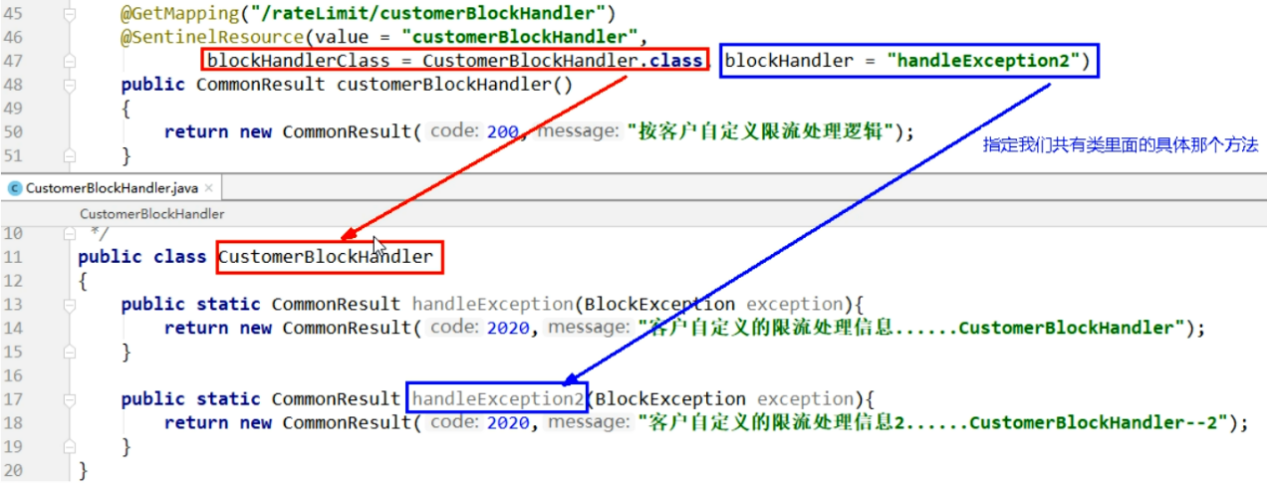 45 @GetMapping("/rateLimit/customerBlockHandler")
46 @SentinelResource(value = "customerBlockHandler",
47 blockHandlerClass = CustomerBlockHandler.class, blockHandler = "handleException2")
48 public CommonResult customerBlockHandler()
49 {
50 return new CommonResult( code: 200, message: "按客户自定义限流处理逻辑");
51 }
指定我们共有类里面的具体那个方法
CustomerBlockHandler.java ×
CustomerBlockHandler
10 */
11 public class CustomerBlockHandler
12 {
13 public static CommonResult handleException(BlockException exception){
14 return new CommonResult( code: 2020, message: "客户自定义的限流处理信息......CustomerBlockHandler");
15 }
16
17 public static CommonResult handleException2(BlockException exception){
18 return new CommonResult( code: 2020, message: "客户自定义的限流处理信息2......CustomerBlockHandler--2");
19 }
20 }